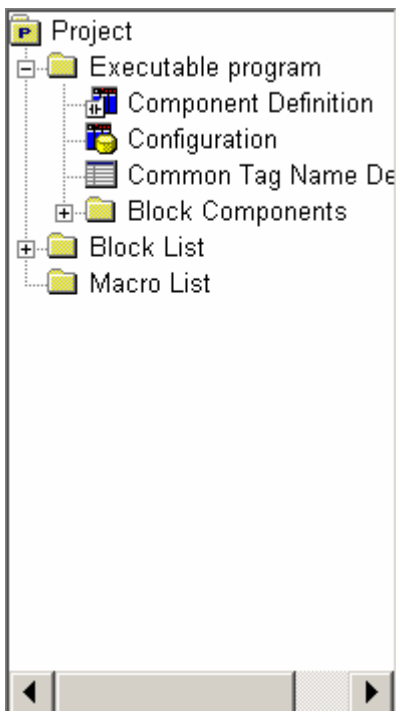 Project
Executable program
Component Definition
Configuration
Common Tag Name De
Block Components
Block List
Macro List